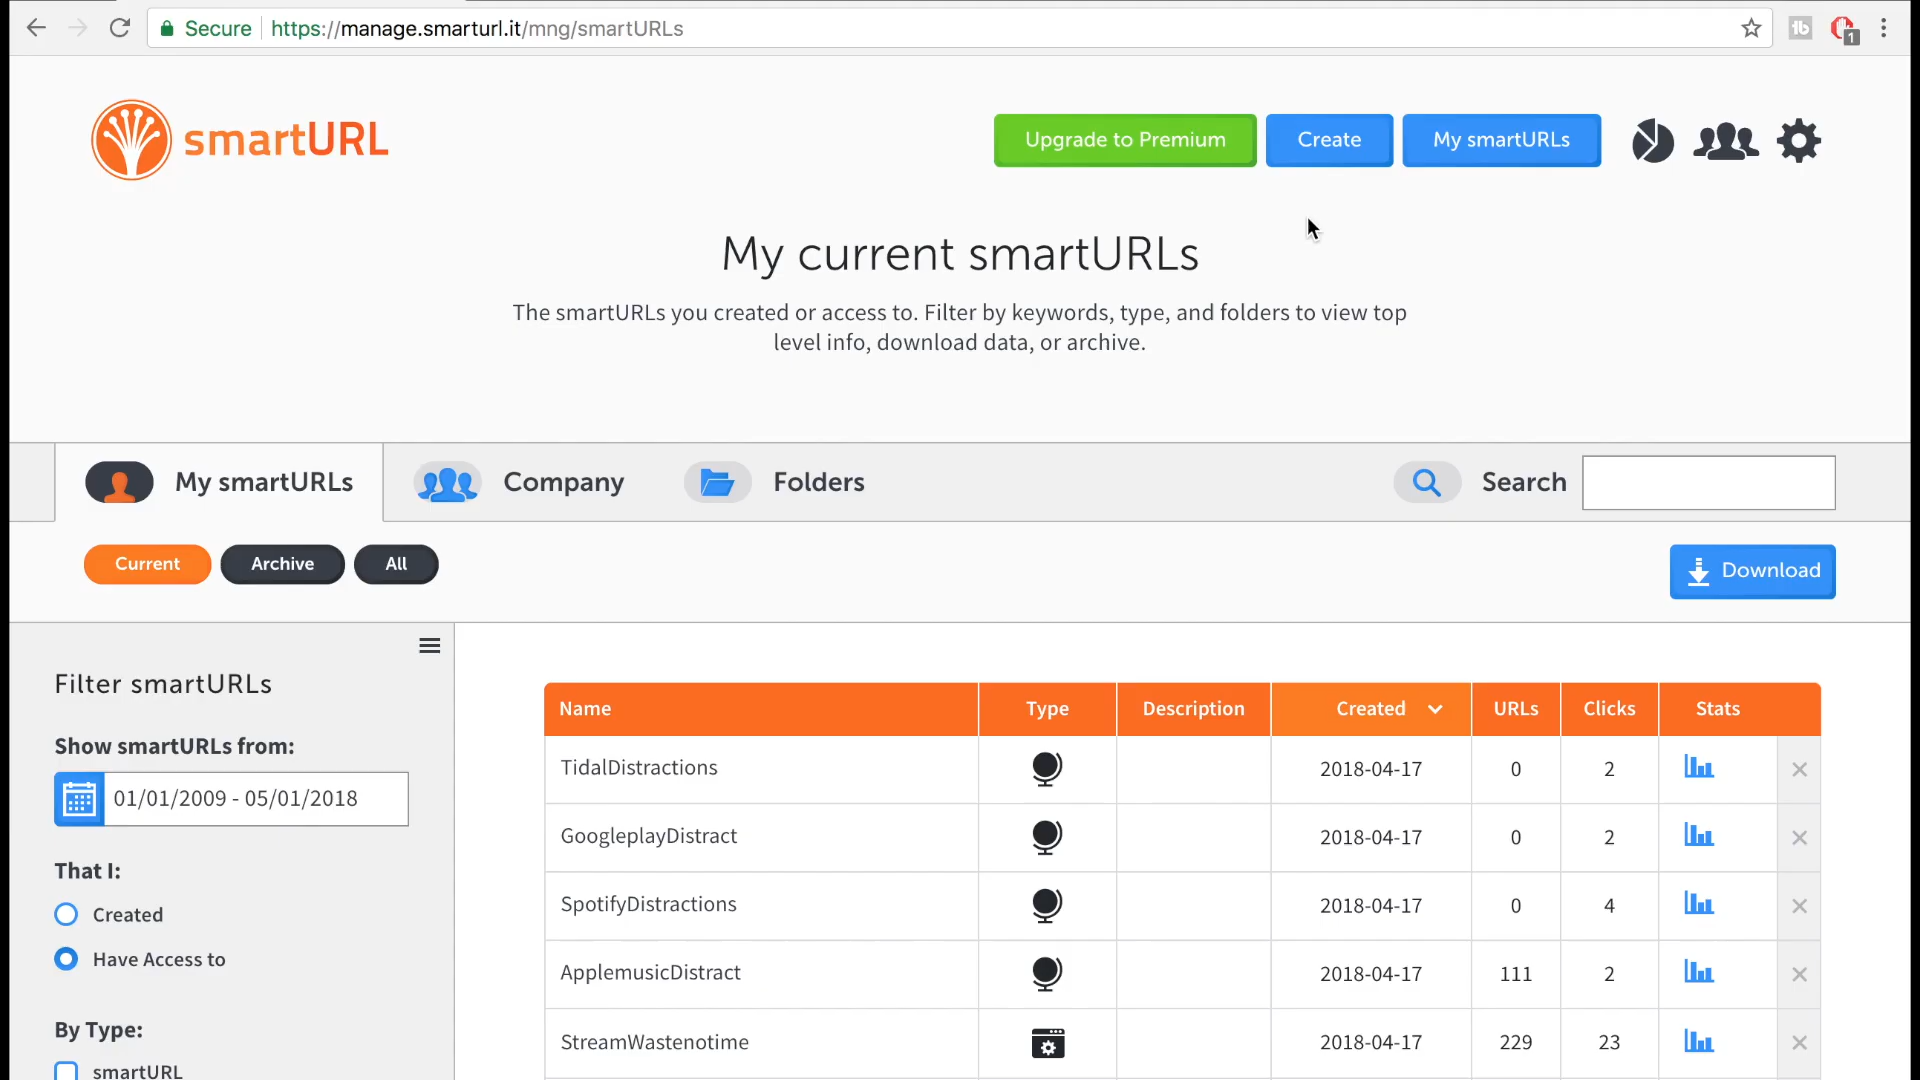 Secure https://manage.smarturl.it/mng/smartURLs
1
smartURL
Upgrade to Premium Create My smartURLs
My current smartURLs
The smartURLs you created or access to. Filter by keywords, type, and folders to view top
level info, download data, or archive.
My smartURLs Company Folders Search
Current Archive All Download
Filter smartURLs
Show smartURLs from:
01/01/2009 - 05/01/2018
That I:
Created
Have Access to
By Type:
smartURL
Name Type Description Created URLs Clicks Stats
TidalDistractions 2018-04-17 0 2
GoogleplayDistract 2018-04-17 0 2
SpotifyDistractions 2018-04-17 0 4
ApplemusicDistract 2018-04-17 111 2
StreamWastenotime 2018-04-17 229 23